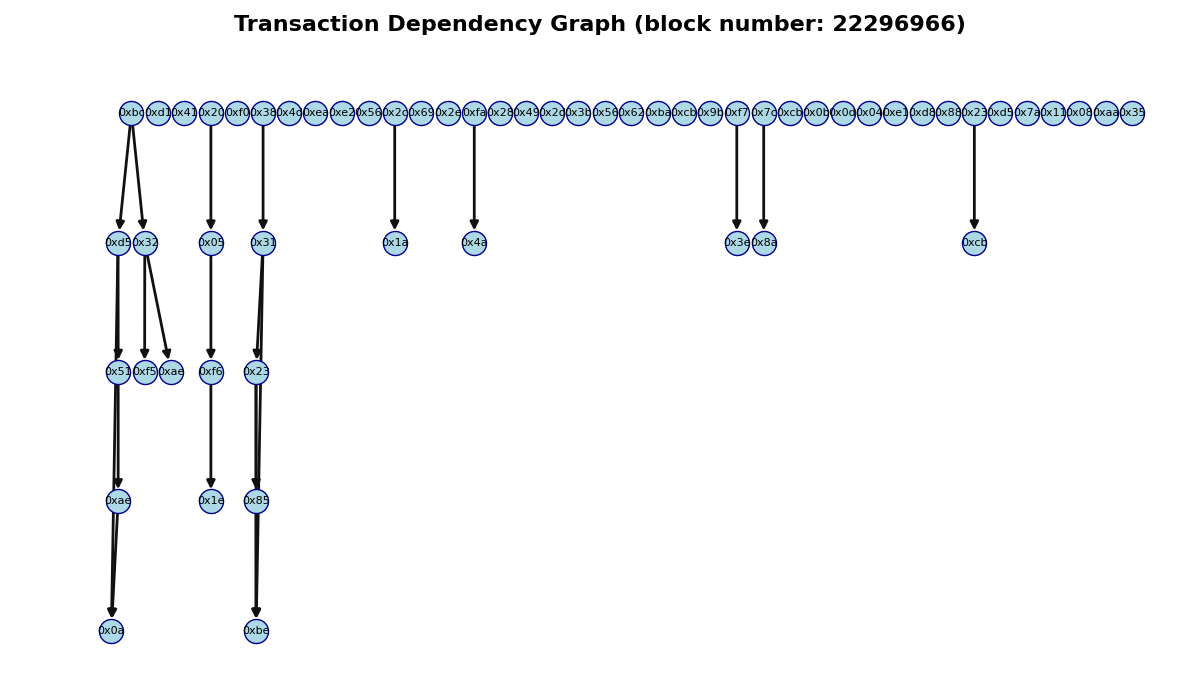 Transaction Dependency Graph (block number: 22296966)
0xbc 0xd1 0x41 0x20 0xf0 0x38 0x4d 0xea 0xe2 0x56 0x2c 0x69 0x2e 0xfa 0x28 0x49 0x2d 0x3b 0x56 0x62 0xba 0xcb 0x9b 0xf7 0x7c 0xcb 0x0b 0x0d 0x04 0xe1 0xd8 0x88 0x23 0xd5 0x7a 0x11 0x08 0xaa 0x35
0xd5 0x32 0x05 0x31 0x1a 0x4a 0x3e 0x8a 0xcb
0x51 0xf5 0xae 0xf6 0x23
0xae 0x1e 0x85
0x0a 0xbe